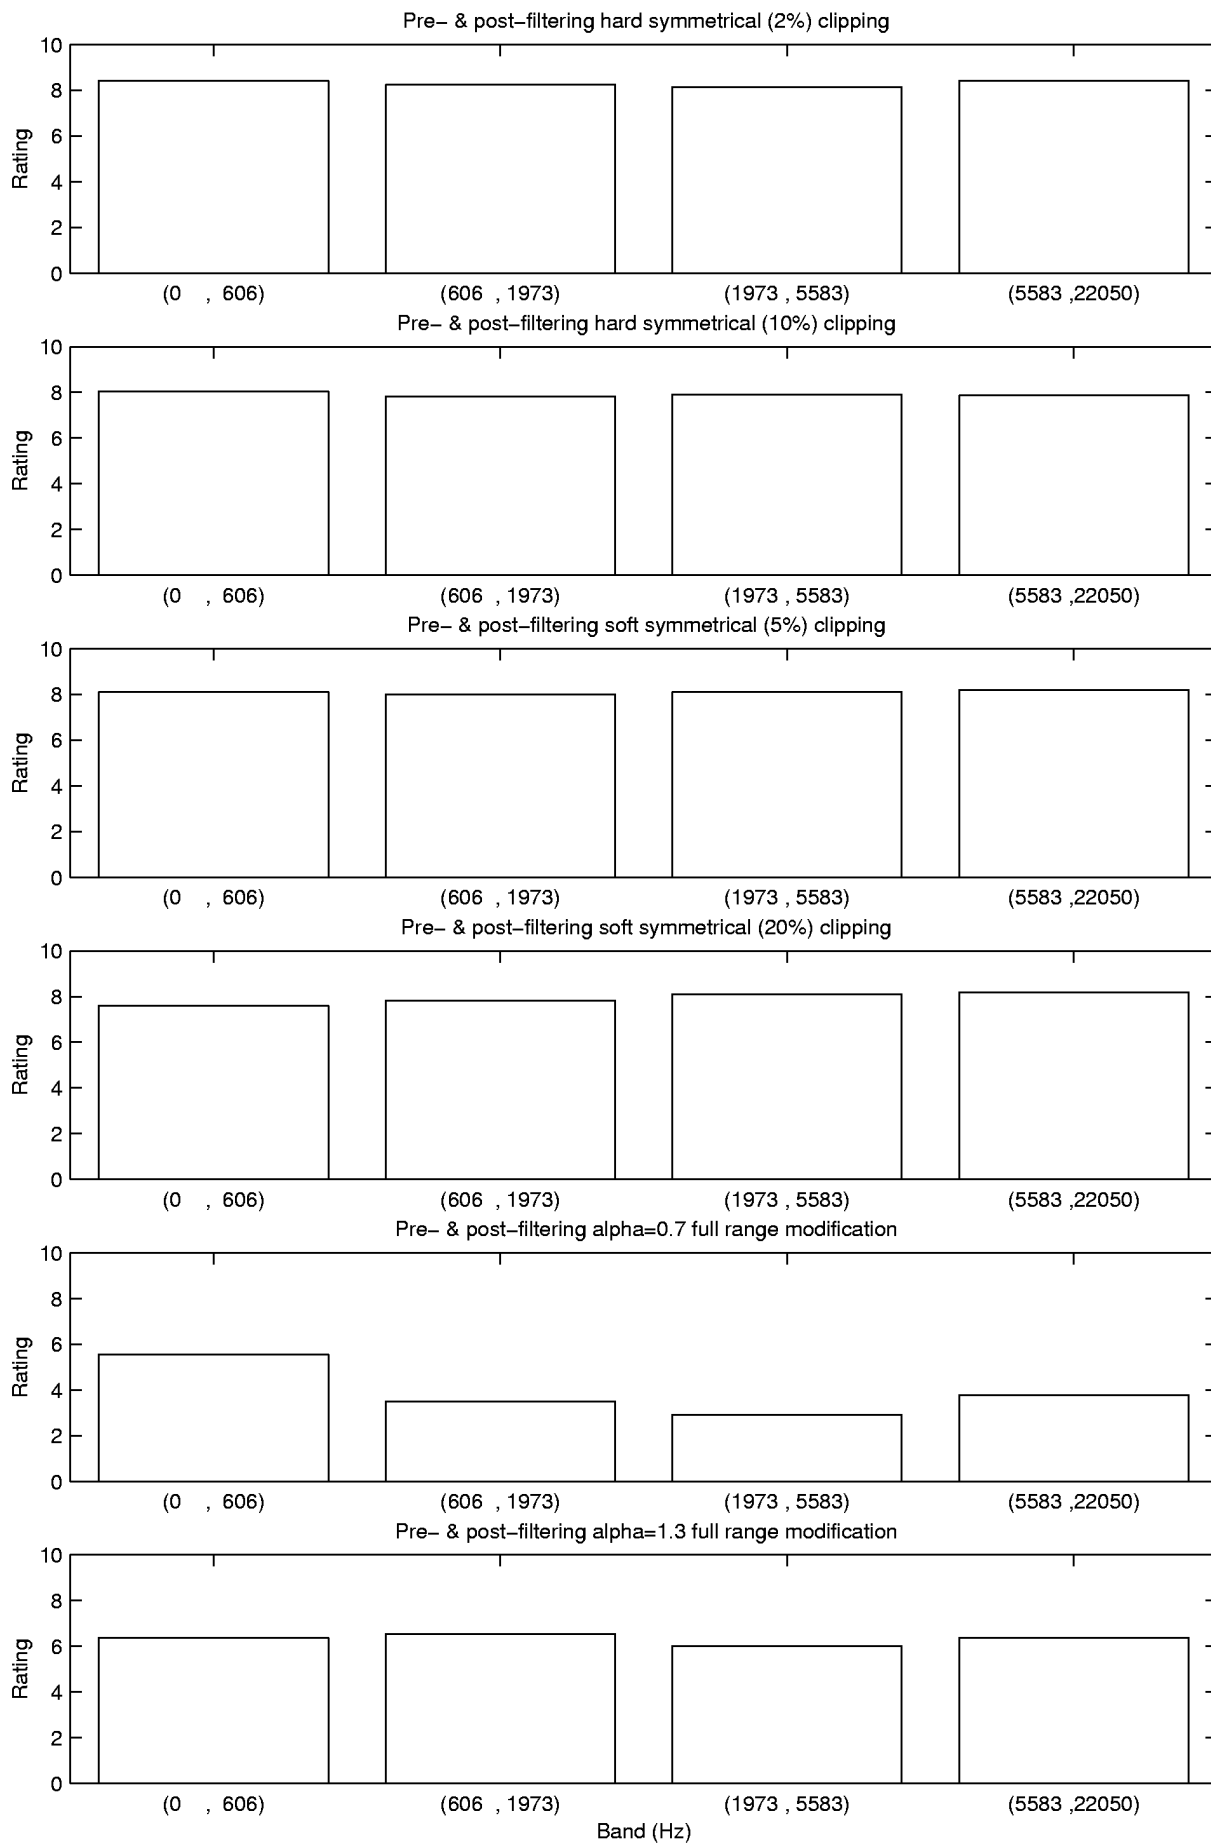 Pre− & post−filtering hard symmetrical (2%) clipping
10
8
6
4
2
0
Rating
(0 , 606) (606 , 1973) (1973 , 5583) (5583 ,22050)
Pre− & post−filtering hard symmetrical (10%) clipping
10
8
6
4
2
0
Rating
(0 , 606) (606 , 1973) (1973 , 5583) (5583 ,22050)
Pre− & post−filtering soft symmetrical (5%) clipping
10
8
6
4
2
0
Rating
(0 , 606) (606 , 1973) (1973 , 5583) (5583 ,22050)
Pre− & post−filtering soft symmetrical (20%) clipping
10
8
6
4
2
0
Rating
(0 , 606) (606 , 1973) (1973 , 5583) (5583 ,22050)
Pre− & post−filtering alpha=0.7 full range modification
10
8
6
4
2
0
Rating
(0 , 606) (606 , 1973) (1973 , 5583) (5583 ,22050)
Pre− & post−filtering alpha=1.3 full range modification
10
8
6
4
2
0
Rating
(0 , 606) (606 , 1973) (1973 , 5583) (5583 ,22050)
Band (Hz)